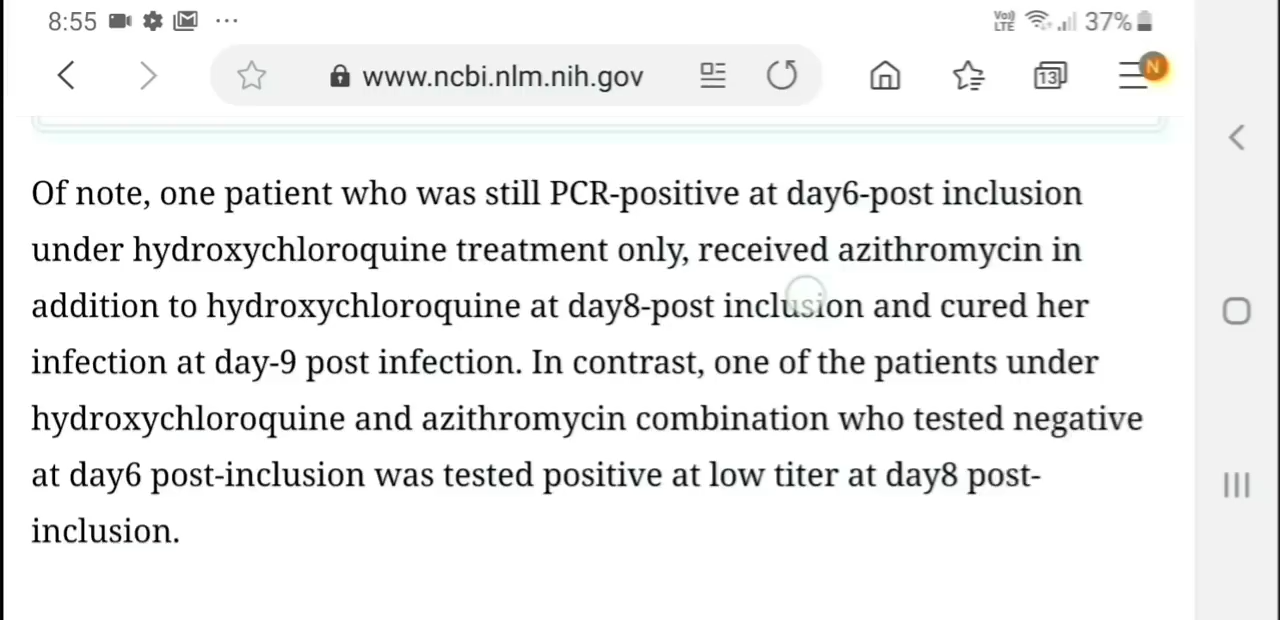 8:55 ...
Vo)) LTE 37%
www.ncbi.nlm.nih.gov
13
N
Of note, one patient who was still PCR-positive at day6-post inclusion
under hydroxychloroquine treatment only, received azithromycin in
addition to hydroxychloroquine at day8-post inclusion and cured her
infection at day-9 post infection. In contrast, one of the patients under
hydroxychloroquine and azithromycin combination who tested negative
at day6 post-inclusion was tested positive at low titer at day8 post-
inclusion.